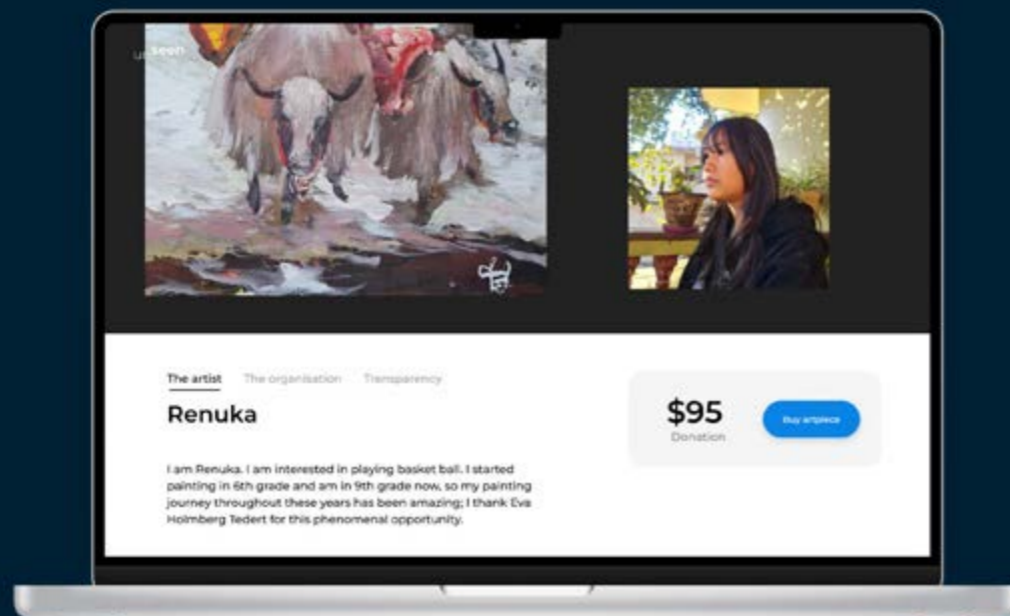 unseen
The artist The organisation Transparency
Renuka
$95
Donation
Buy artpiece
I am Renuka. I am interested in playing basket ball. I started
painting in 6th grade and am in 9th grade now, so my painting
journey throughout these years has been amazing; I thank Eva
Holmberg Tedert for this phenomenal opportunity.